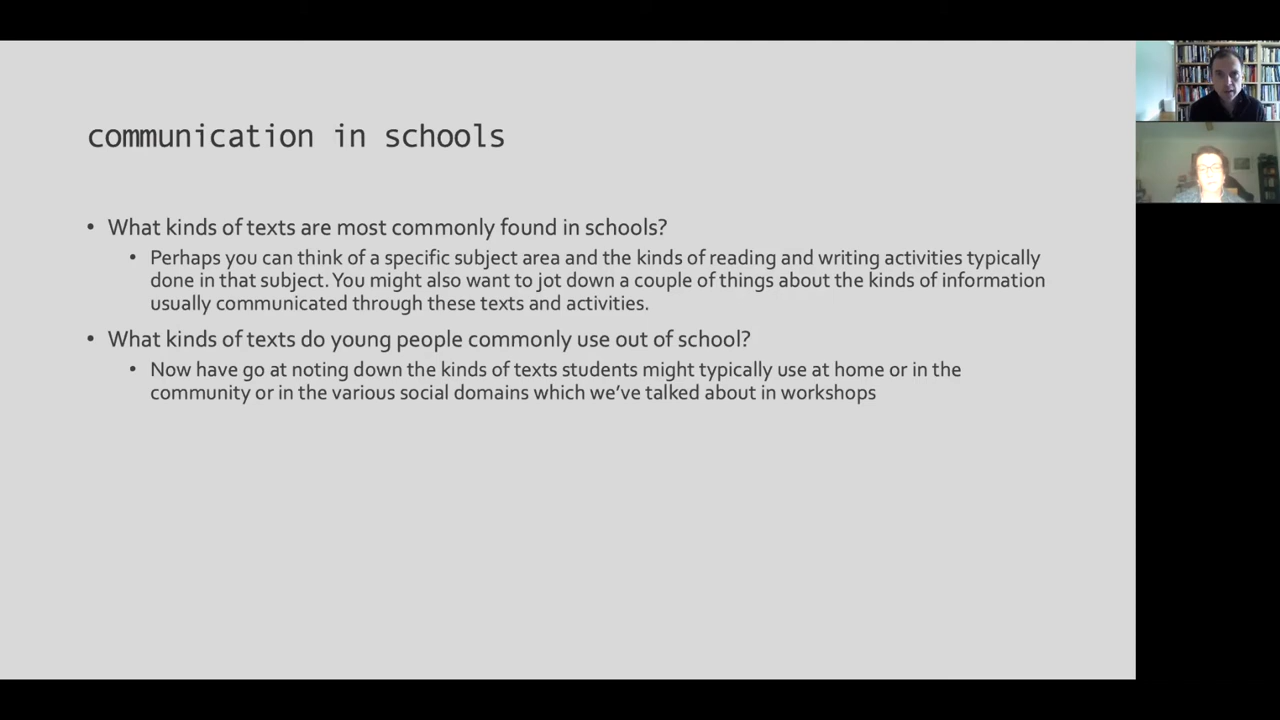 communication in schools
• What kinds of texts are most commonly found in schools?
• Perhaps you can think of a specific subject area and the kinds of reading and writing activities typically
done in that subject. You might also want to jot down a couple of things about the kinds of information
usually communicated through these texts and activities.
• What kinds of texts do young people commonly use out of school?
• Now have go at noting down the kinds of texts students might typically use at home or in the
community or in the various social domains which we’ve talked about in workshops